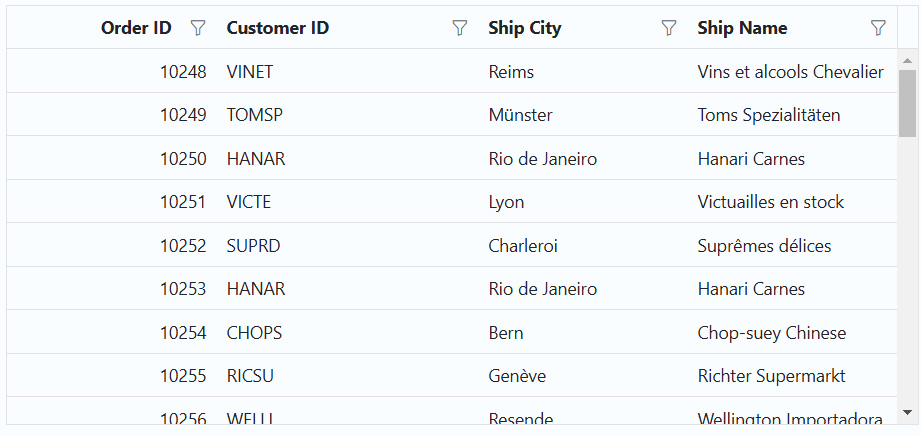 Order ID Customer ID Ship City Ship Name
10248 VINET Reims Vins et alcools Chevalier
10249 TOMSP Münster Toms Spezialitäten
10250 HANAR Rio de Janeiro Hanari Carnes
10251 VICTE Lyon Victuailles en stock
10252 SUPRD Charleroi Suprêmes délices
10253 HANAR Rio de Janeiro Hanari Carnes
10254 CHOPS Bern Chop-suey Chinese
10255 RICSU Genève Richter Supermarkt
10256 WELLI Resende Wellington Importadora